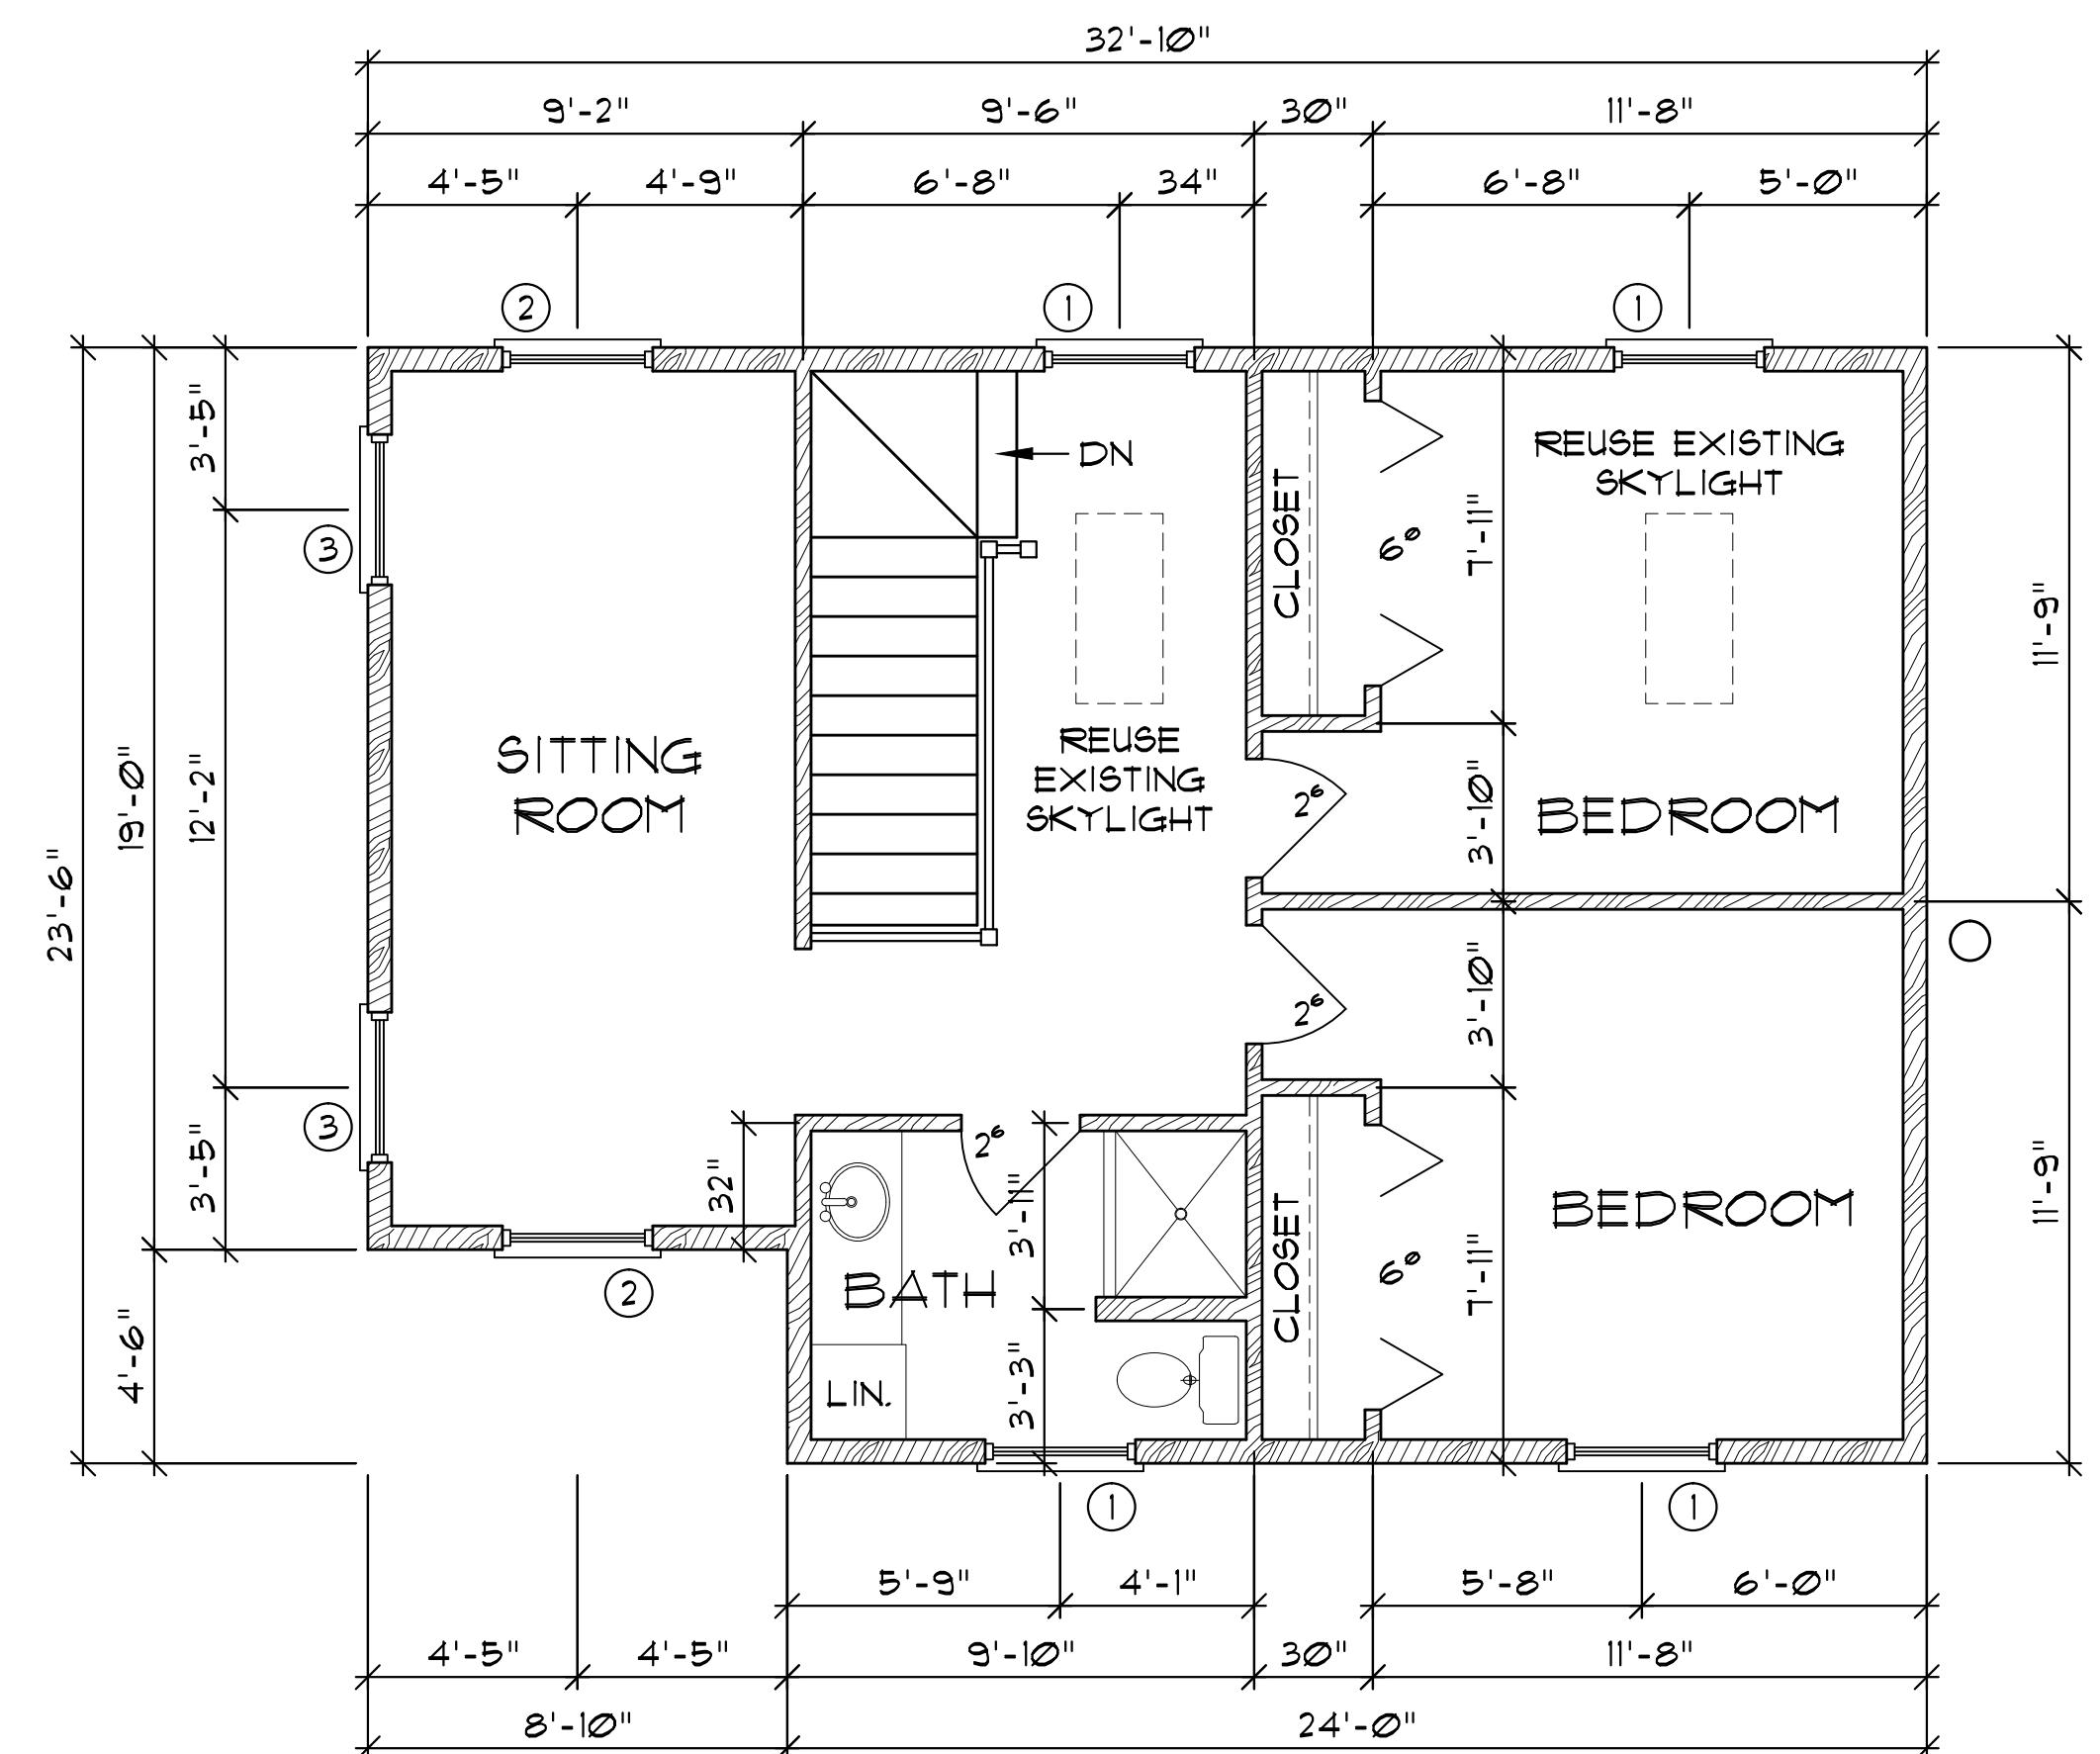 32'-10"
9'-2" 9'-6" 30" 11'-8"
4'-5" 4'-9" 6'-8" 34" 6'-8" 5'-0"
2 1 1
3'-5"
DN
REUSE EXISTING
SKYLIGHT
CLOSET
6⁰
7'-11"
3
11'-9"
SITTING
ROOM
REUSE
EXISTING
SKYLIGHT
2⁶
3'-10"
BEDROOM
12'-2"
19'-0"
23'-6"
2⁶
3'-10"
3
3'-5"
32"
2⁶
3'-11"
CLOSET
6⁰
7'-11"
BEDROOM
11'-9"
BATH
2
4'-6"
LIN.
3'-3"
1 1
5'-9" 4'-1" 5'-8" 6'-0"
4'-5" 4'-5" 9'-10" 30" 11'-8"
8'-10" 24'-0"